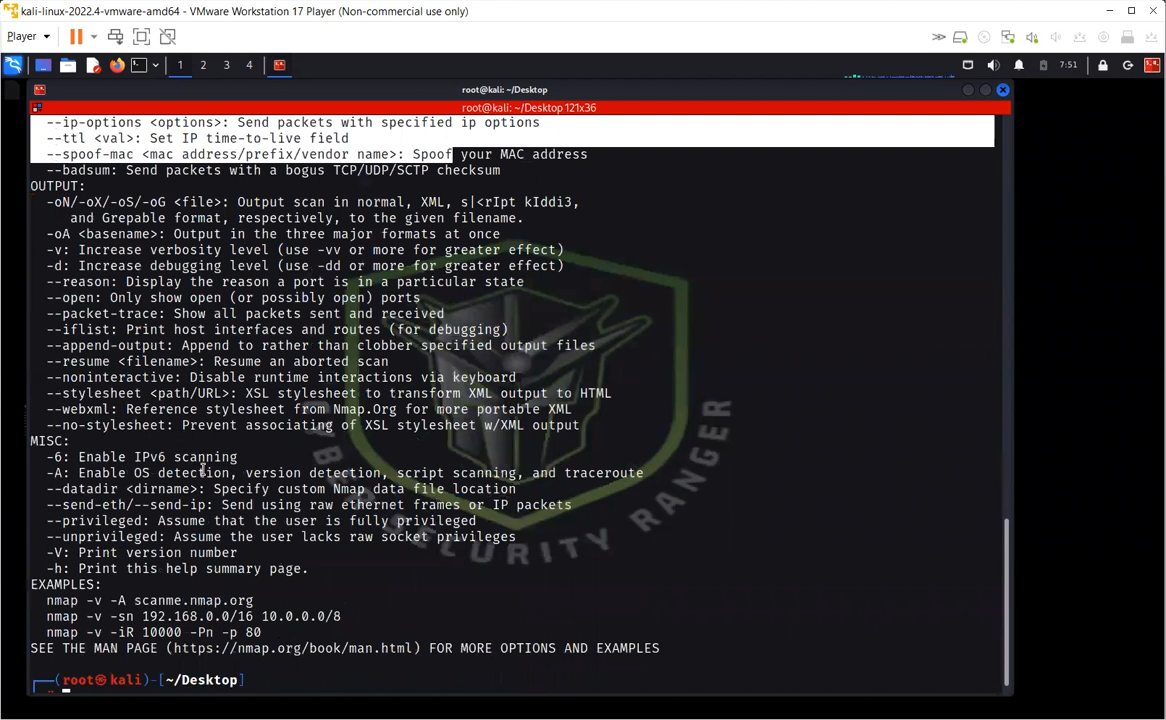 kali-linux-2022.4-vmware-amd64 - VMware Workstation 17 Player (Non-commercial use only)
Player
1 2 3 4 7:51
root@kali: ~/Desktop
root@kali: ~/Desktop 121x36
--ip-options <options>: Send packets with specified ip options
--ttl <val>: Set IP time-to-live field
--spoof-mac <mac address/prefix/vendor name>: Spoof your MAC address
--badsum: Send packets with a bogus TCP/UDP/SCTP checksum
OUTPUT:
-oN/-oX/-oS/-oG <file>: Output scan in normal, XML, s|<rIpt kIddi3,
and Grepable format, respectively, to the given filename.
-oA <basename>: Output in the three major formats at once
-v: Increase verbosity level (use -vv or more for greater effect)
-d: Increase debugging level (use -dd or more for greater effect)
--reason: Display the reason a port is in a particular state
--open: Only show open (or possibly open) ports
--packet-trace: Show all packets sent and received
--iflist: Print host interfaces and routes (for debugging)
--append-output: Append to rather than clobber specified output files
--resume <filename>: Resume an aborted scan
--noninteractive: Disable runtime interactions via keyboard
--stylesheet <path/URL>: XSL stylesheet to transform XML output to HTML
--webxml: Reference stylesheet from Nmap.Org for more portable XML
--no-stylesheet: Prevent associating of XSL stylesheet w/XML output
MISC:
-6: Enable IPv6 scanning
-A: Enable OS detection, version detection, script scanning, and traceroute
--datadir <dirname>: Specify custom Nmap data file location
--send-eth/--send-ip: Send using raw ethernet frames or IP packets
--privileged: Assume that the user is fully privileged
--unprivileged: Assume the user lacks raw socket privileges
-V: Print version number
-h: Print this help summary page.
EXAMPLES:
nmap -v -A scanme.nmap.org
nmap -v -sn 192.168.0.0/16 10.0.0.0/8
nmap -v -iR 10000 -Pn -p 80
SEE THE MAN PAGE (https://nmap.org/book/man.html) FOR MORE OPTIONS AND EXAMPLES
(root㉿kali)-[~/Desktop]
CYBER SECURITY RANGER